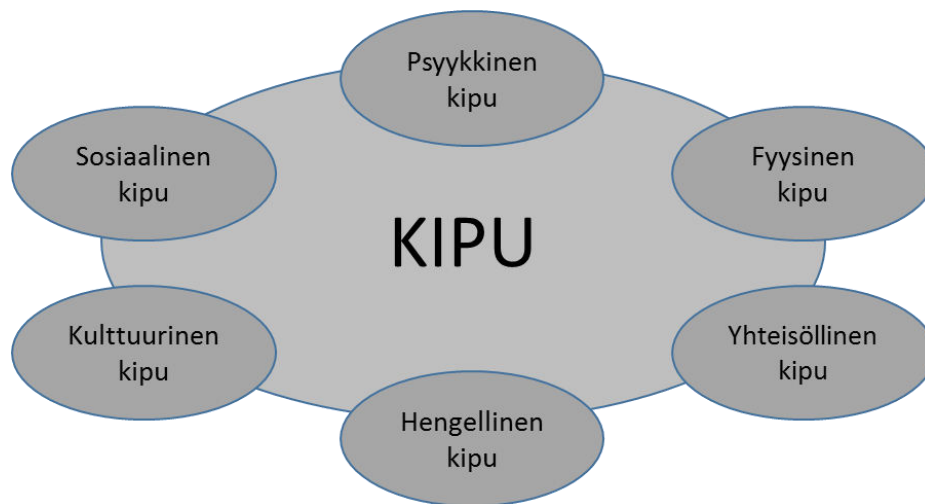 Psyykkinen
kipu
Sosiaalinen
kipu
Fyysinen
kipu
KIPU
Kulttuurinen
kipu
Yhteisöllinen
kipu
Hengellinen
kipu